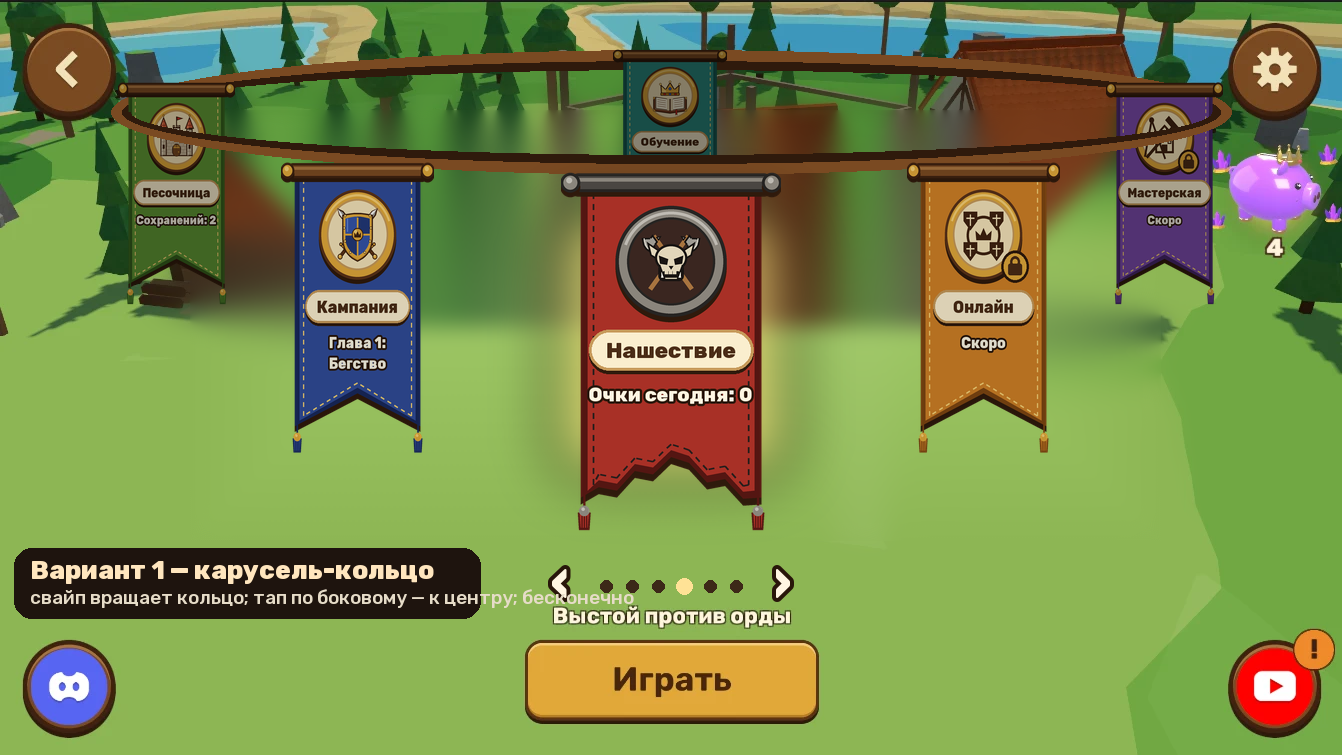 Обучение
Песочница
Сохранений: 2
Мастерская
Скоро
4
Кампания
Глава 1:
Бегство
Нашествие
Очки сегодня: 0
Онлайн
Скоро
Вариант 1 — карусель-кольцо
свайп вращает кольцо; тап по боковому — к центру; бесконечно
Выстой против орды
Играть
!